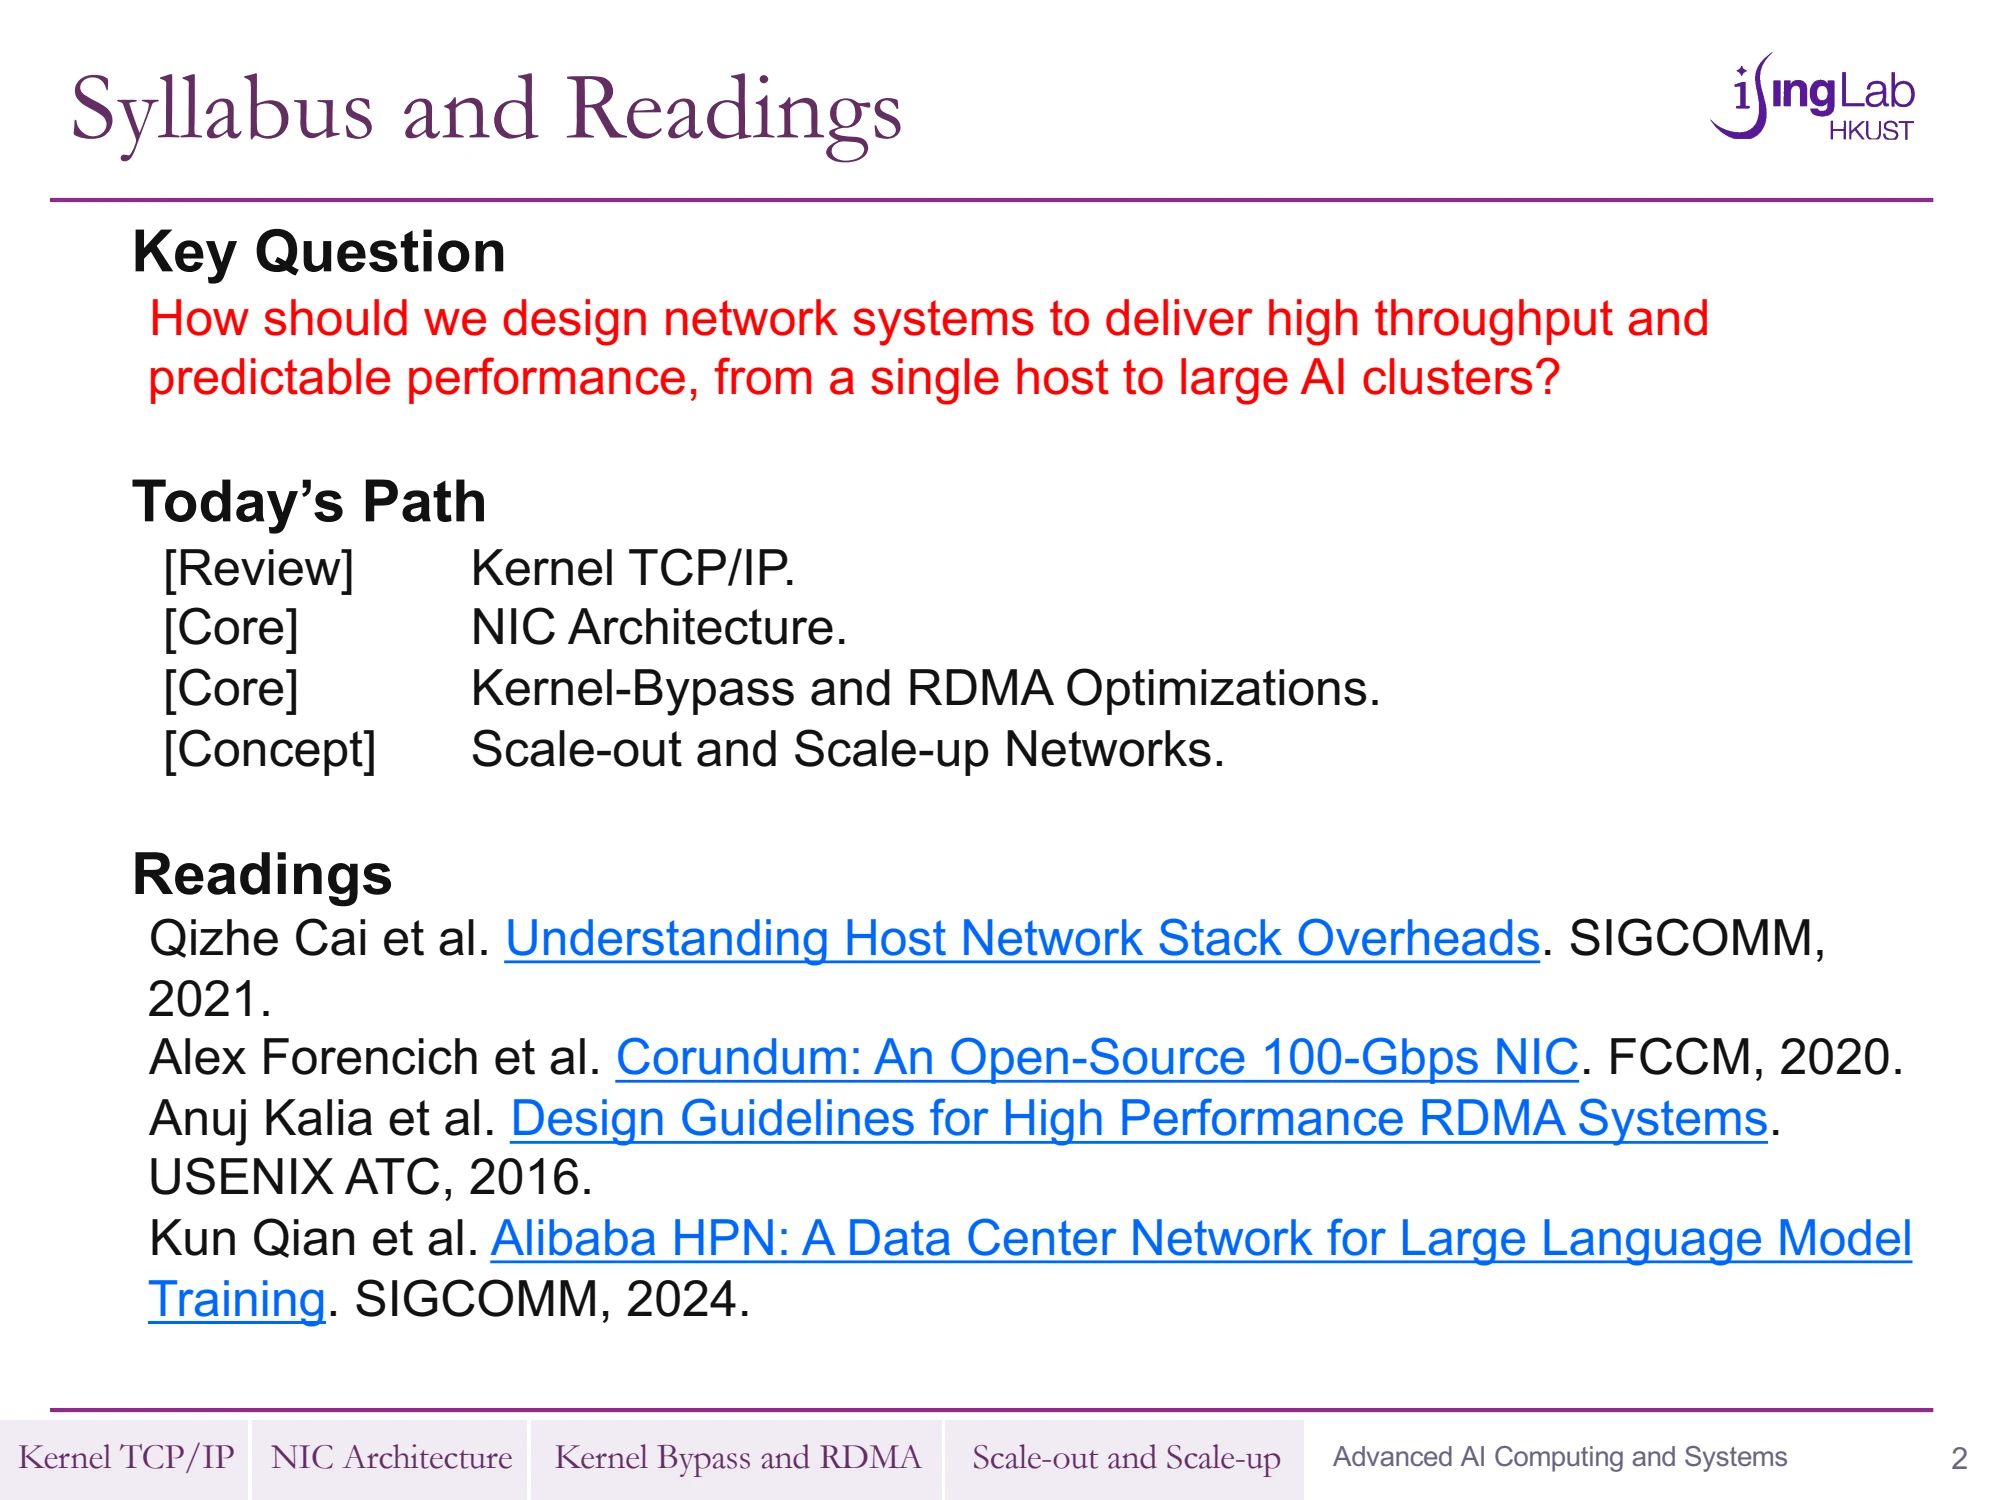 Syllabus and Readings
isingLab
HKUST
Key Question
How should we design network systems to deliver high throughput and
predictable performance, from a single host to large AI clusters?
Today’s Path
[Review] Kernel TCP/IP.
[Core] NIC Architecture.
[Core] Kernel-Bypass and RDMA Optimizations.
[Concept] Scale-out and Scale-up Networks.
Readings
Qizhe Cai et al. Understanding Host Network Stack Overheads. SIGCOMM,
2021.
Alex Forencich et al. Corundum: An Open-Source 100-Gbps NIC. FCCM, 2020.
Anuj Kalia et al. Design Guidelines for High Performance RDMA Systems.
USENIX ATC, 2016.
Kun Qian et al. Alibaba HPN: A Data Center Network for Large Language Model
Training. SIGCOMM, 2024.
Kernel TCP/IP NIC Architecture Kernel Bypass and RDMA Scale-out and Scale-up Advanced AI Computing and Systems 2